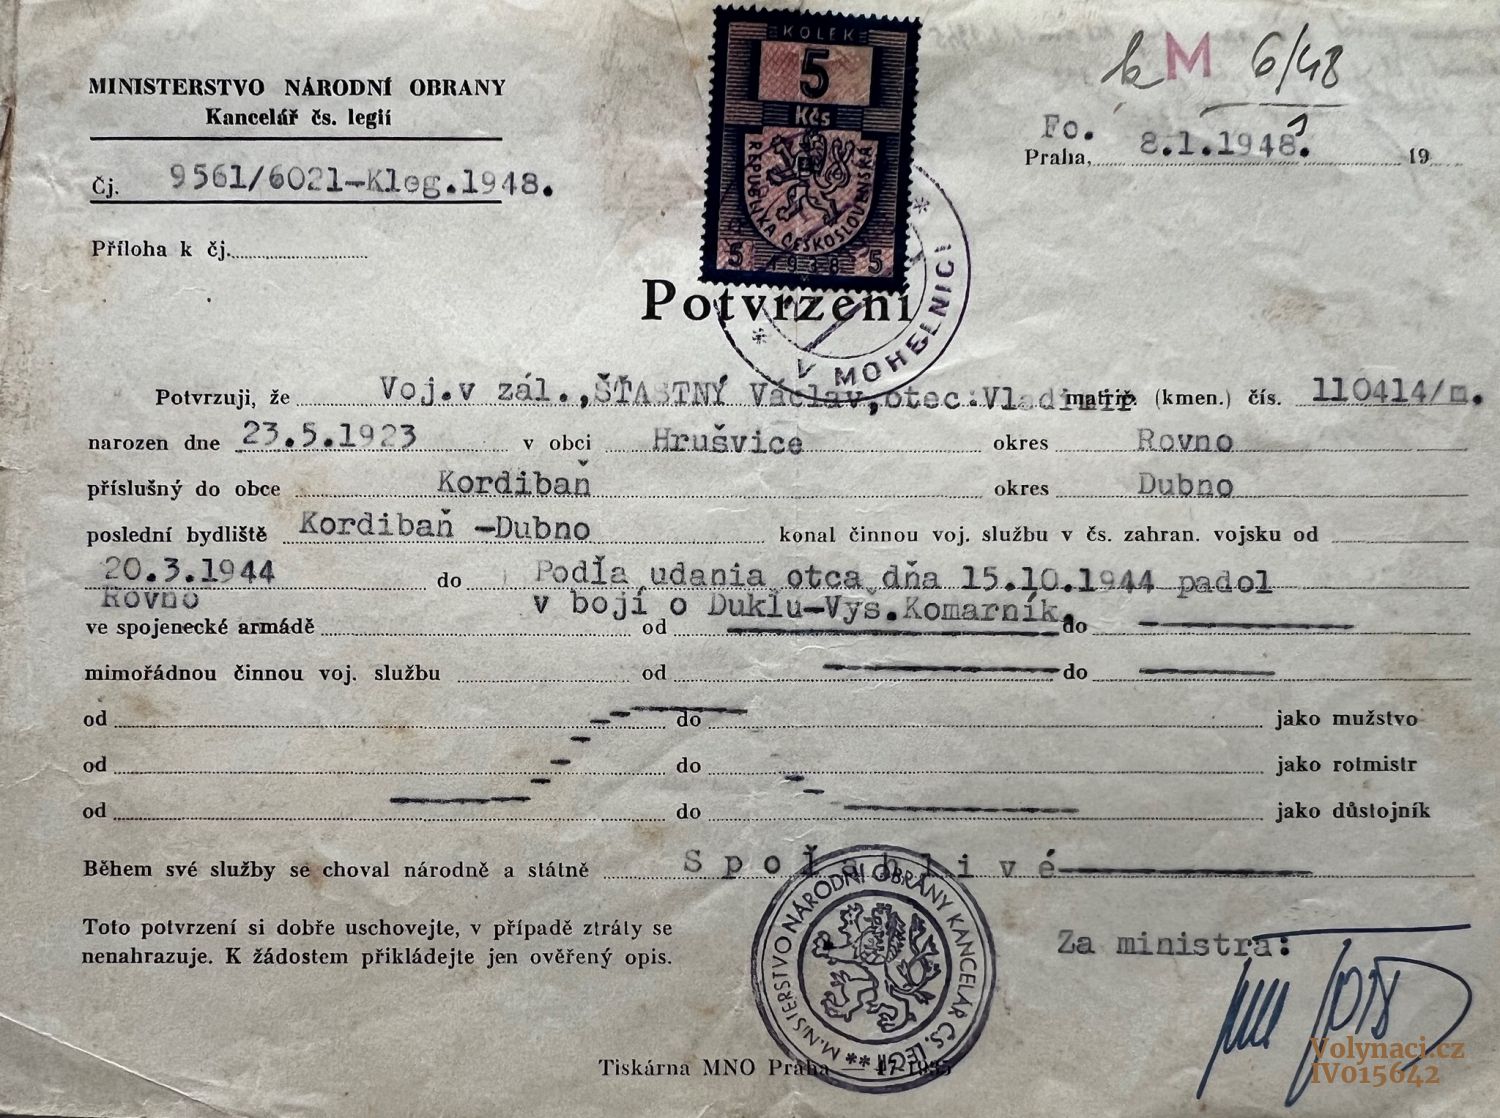 KOLEK
5
Kčs
REPUBLIKA ČESKOSLOVENSKÁ
5 1938 5
M 6/48
MINISTERSTVO NÁRODNÍ OBRANY
Kancelář čs. legií
Čj. 9561/6021-Kleg.1948.
Fo.
Praha, 8.1.1948. 19
Příloha k čj.
V MOHELNICI
Potvrzení
Potvrzuji, že Voj.v zál.,ŠŤASTNÝ Václav,otec:Vladimír matrič. (kmen.) čís. 110414/m.
narozen dne 23.5.1923 v obci Hrušvice okres Rovno
příslušný do obce Kordibaň okres Dubno
poslední bydliště Kordibaň -Dubno konal činnou voj. službu v čs. zahran. vojsku od
20.3.1944 do Podľa udania otca dňa 15.10.1944 padol
Rovno v bojí o Duklu-Vyš.Komarník.
ve spojenecké armádě od do
mimořádnou činnou voj. službu od do
od do jako mužstvo
od do jako rotmistr
od do jako důstojník
Během své služby se choval národně a státně Spolahlivé
Toto potvrzení si dobře uschovejte, v případě ztráty se
nenahrazuje. K žádostem přikládejte jen ověřený opis.
Za ministra:
MINISTERSTVO NÁRODNÍ OBRANY KANCELÁŘ ČS. LEGIÍ
Tiskárna MNO Praha
Volynaci.cz
IV015642